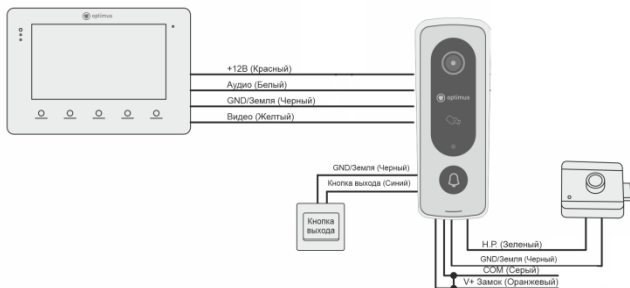 optimus
+12В (Красный)
Аудио (Белый)
GND/Земля (Черный)
Видео (Желтый)
optimus
GND/Земля (Черный)
Кнопка выхода (Синий)
Кнопка
выхода
Н.Р. (Зеленый)
GND/Земля (Черный)
COM (Серый)
V+ Замок (Оранжевый)